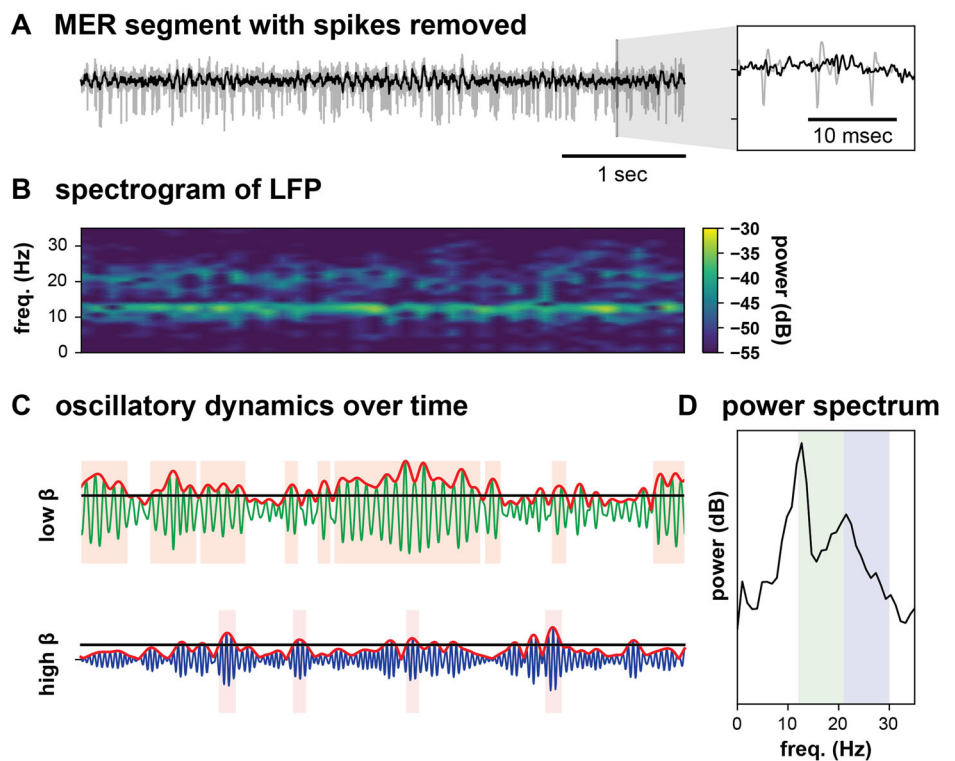 A MER segment with spikes removed
10 msec
1 sec
B spectrogram of LFP
freq. (Hz)
30
20
10
0
−30
−35
−40
−45
−50
−55
power (dB)
C oscillatory dynamics over time
low β
high β
D power spectrum
power (dB)
0 10 20 30
freq. (Hz)